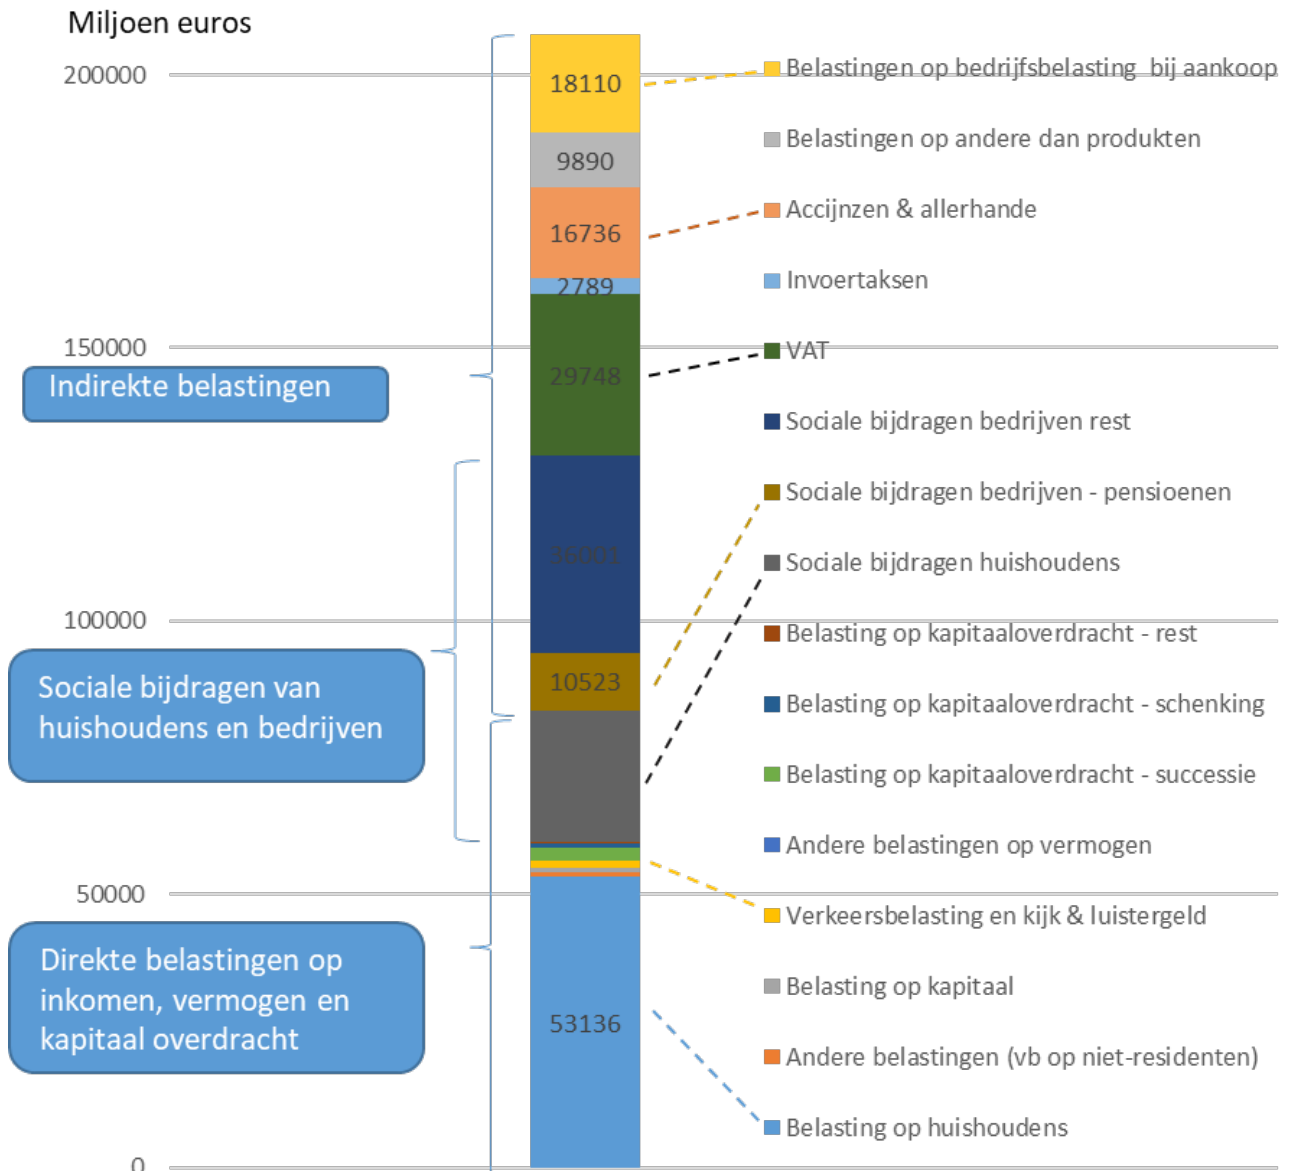 Miljoen euros
200000
150000
100000
50000
0
18110
9890
16736
2789
29748
36001
10523
53136
Indirekte belastingen
Sociale bijdragen van
huishoudens en bedrijven
Direkte belastingen op
inkomen, vermogen en
kapitaal overdracht
Belastingen op bedrijfsbelasting bij aankoop
Belastingen op andere dan produkten
Accijnzen & allerhande
Invoertaksen
VAT
Sociale bijdragen bedrijven rest
Sociale bijdragen bedrijven - pensioenen
Sociale bijdragen huishoudens
Belasting op kapitaaloverdracht - rest
Belasting op kapitaaloverdracht - schenking
Belasting op kapitaaloverdracht - successie
Andere belastingen op vermogen
Verkeersbelasting en kijk & luistergeld
Belasting op kapitaal
Andere belastingen (vb op niet-residenten)
Belasting op huishoudens